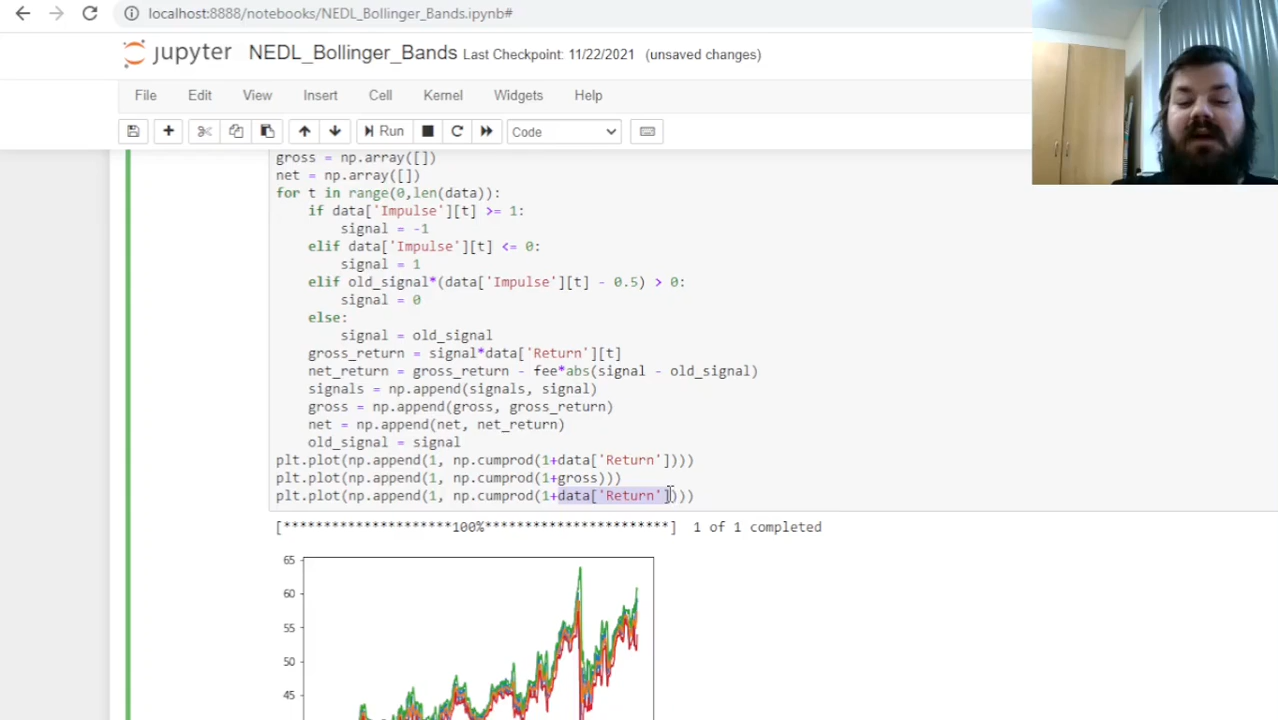 localhost:8888/notebooks/NEDL_Bollinger_Bands.ipynb#
jupyter NEDL_Bollinger_Bands Last Checkpoint: 11/22/2021 (unsaved changes)
File Edit View Insert Cell Kernel Widgets Help
Run Code
gross = np.array([])
net = np.array([])
for t in range(0,len(data)):
    if data['Impulse'][t] >= 1:
        signal = -1
    elif data['Impulse'][t] <= 0:
        signal = 1
    elif old_signal*(data['Impulse'][t] - 0.5) > 0:
        signal = 0
    else:
        signal = old_signal
    gross_return = signal*data['Return'][t]
    net_return = gross_return - fee*abs(signal - old_signal)
    signals = np.append(signals, signal)
    gross = np.append(gross, gross_return)
    net = np.append(net, net_return)
    old_signal = signal
plt.plot(np.append(1, np.cumprod(1+data['Return'])))
plt.plot(np.append(1, np.cumprod(1+gross)))
plt.plot(np.append(1, np.cumprod(1+data['Return'])))
[*********************100%***********************] 1 of 1 completed
65
60
55
50
45